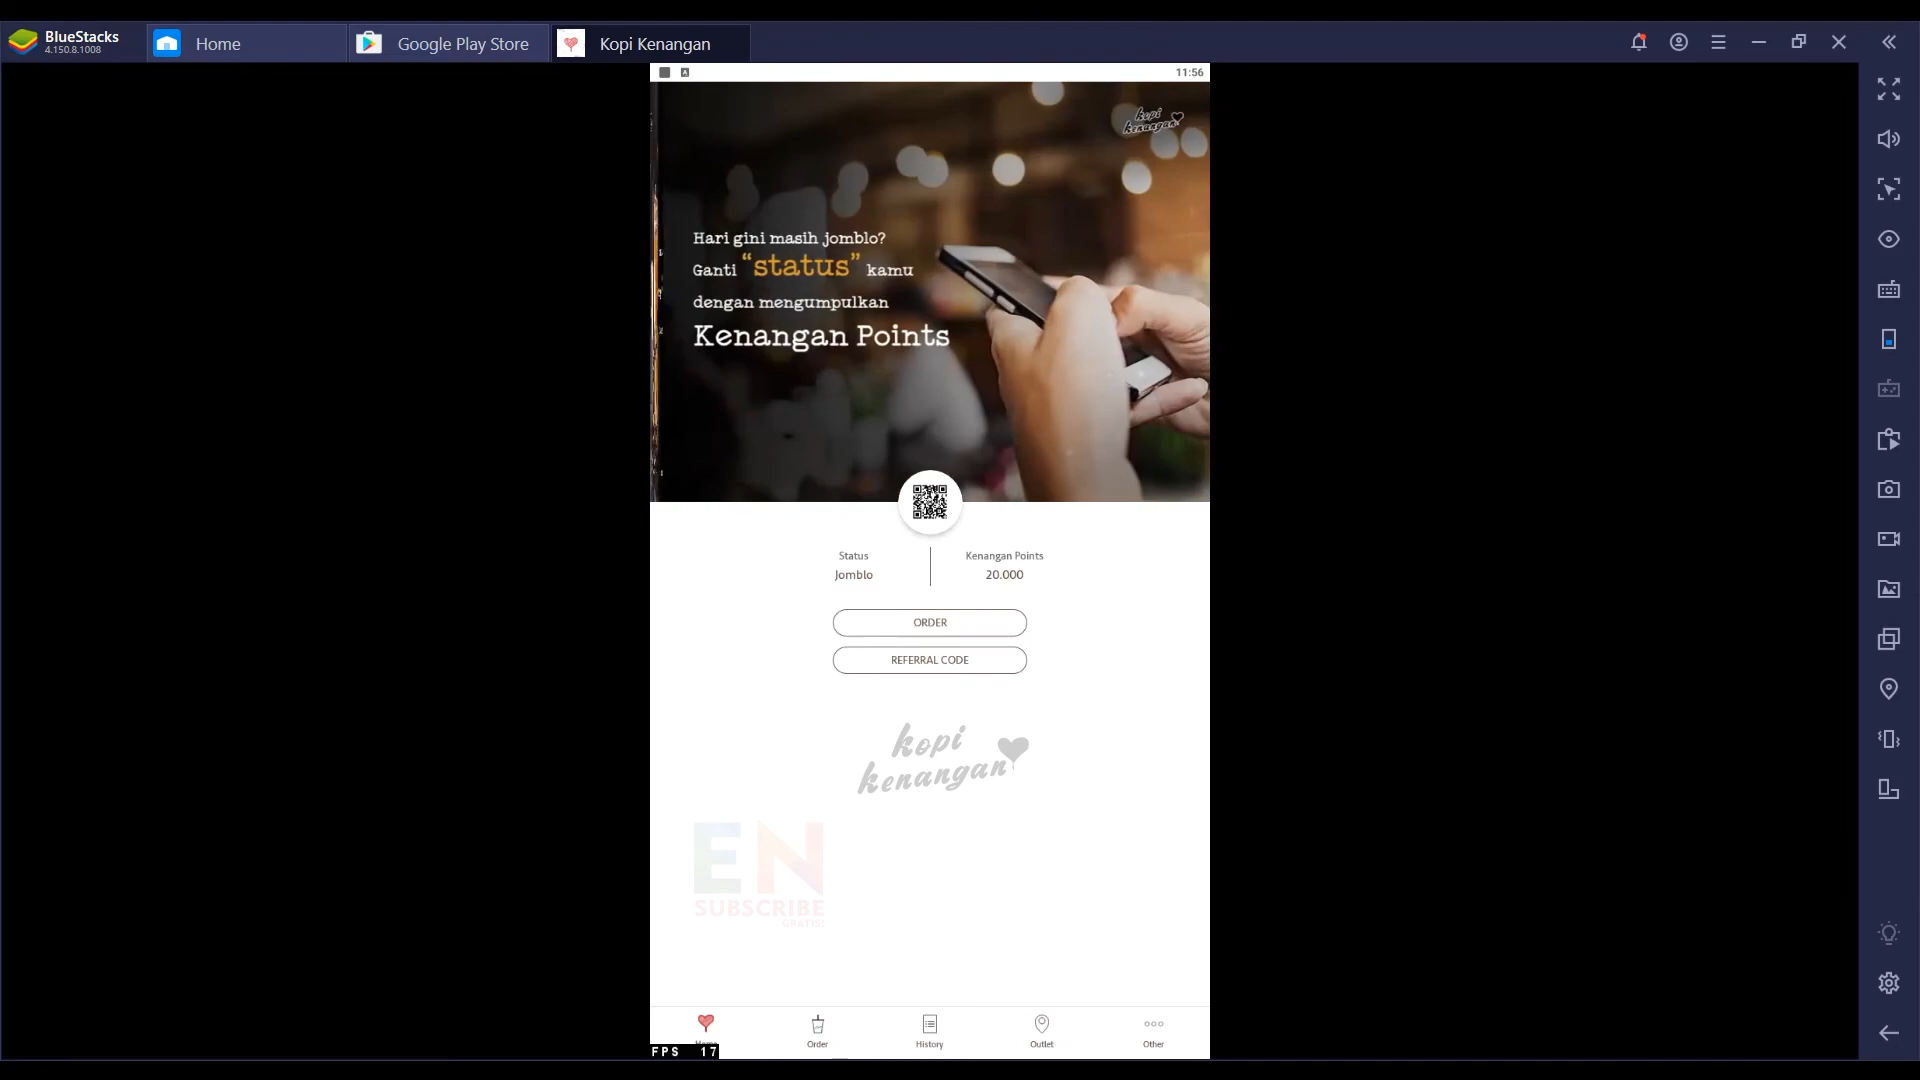 BlueStacks
4.150.8.1008
Home
Google Play Store
Kopi Kenangan
11:56
kopi
kenangan
Hari gini masih jomblo?
Ganti “status” kamu
dengan mengumpulkan
Kenangan Points
Status
Jomblo
Kenangan Points
20.000
ORDER
REFERRAL CODE
kopi
kenangan
EN
SUBSCRIBE
GRATIS!
Order
History
Outlet
Other
FPS 17